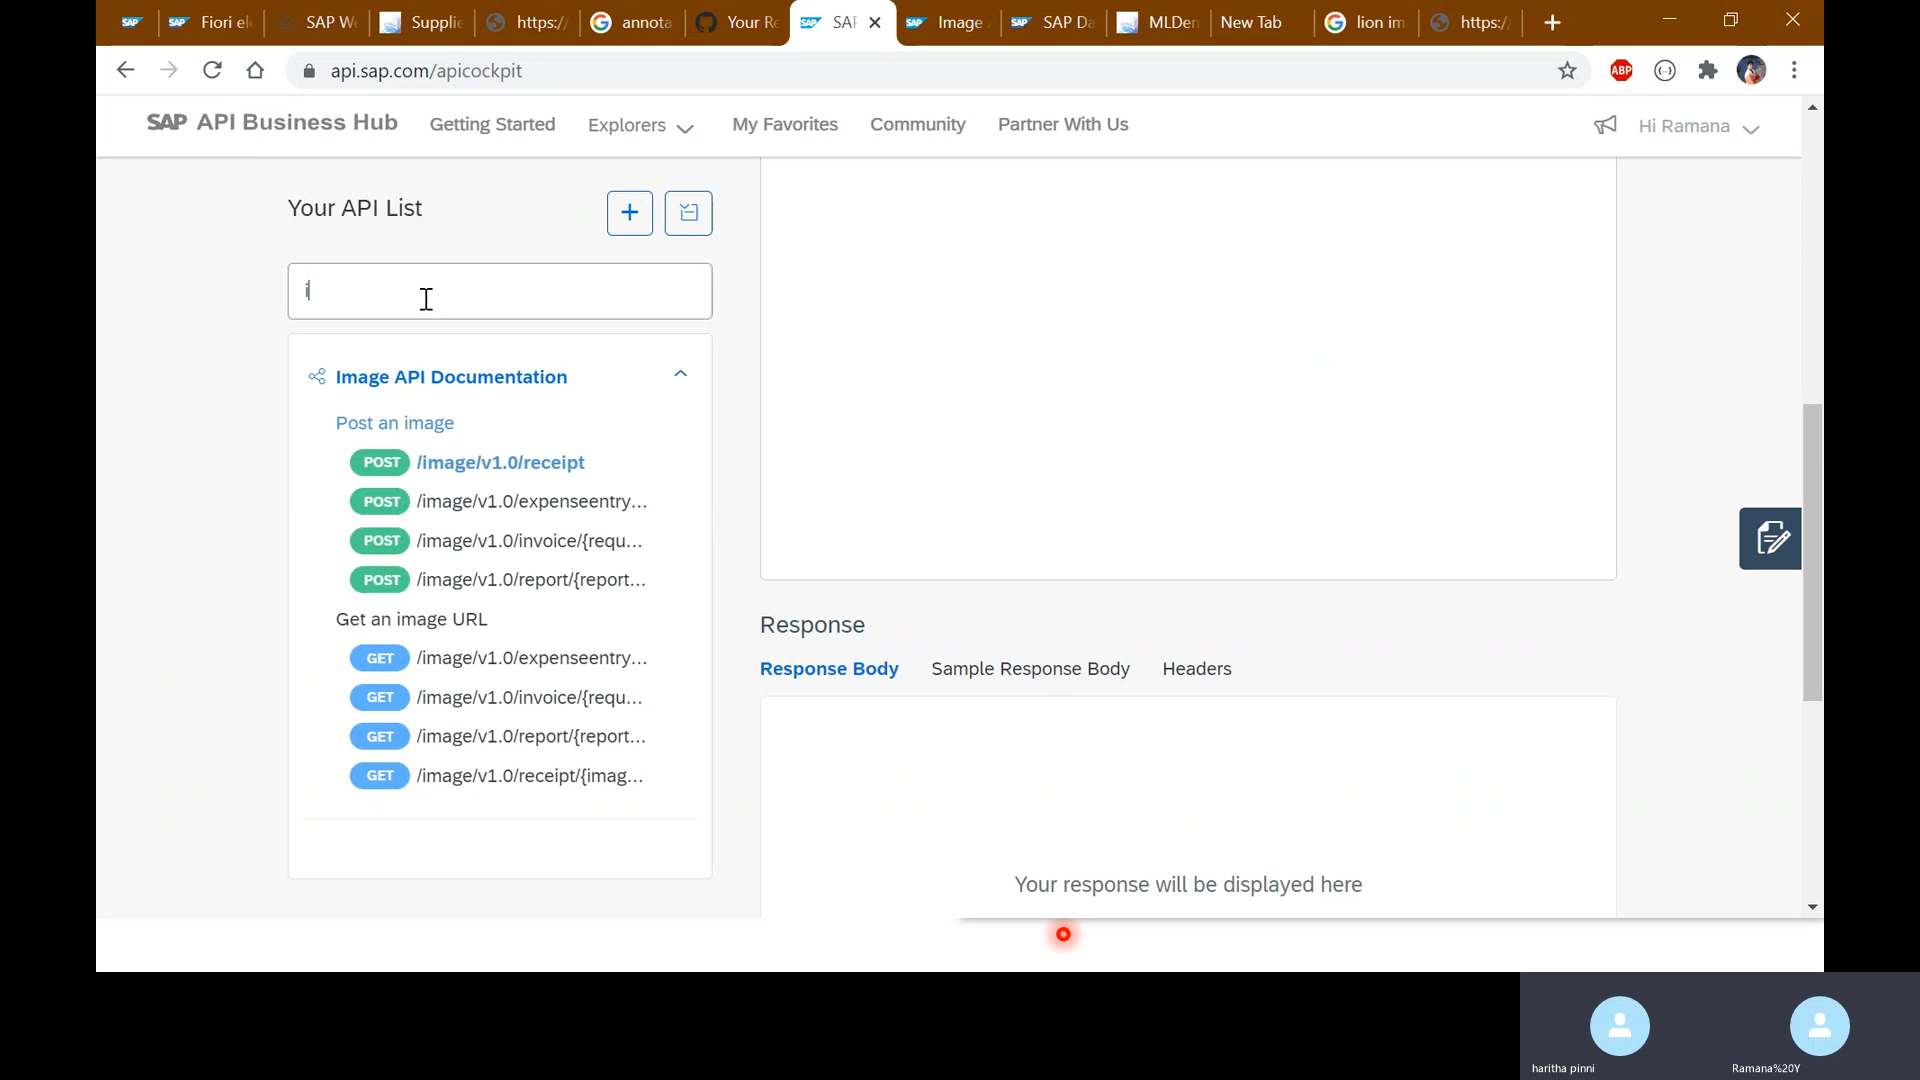 Fiori el
SAP W
Supplie
https:/
annota
Your Re
SAF
Image
SAP Da
MLDen
New Tab
lion im
https:/
api.sap.com/apicockpit
ABP
SAP API Business Hub
Getting Started
Explorers
My Favorites
Community
Partner With Us
Hi Ramana
Your API List
i
Image API Documentation
Post an image
POST /image/v1.0/receipt
POST /image/v1.0/expenseentry...
POST /image/v1.0/invoice/{requ...
POST /image/v1.0/report/{report...
Get an image URL
GET /image/v1.0/expenseentry...
GET /image/v1.0/invoice/{requ...
GET /image/v1.0/report/{report...
GET /image/v1.0/receipt/{imag...
Response
Response Body
Sample Response Body
Headers
Your response will be displayed here
haritha pinni
Ramana%20Y